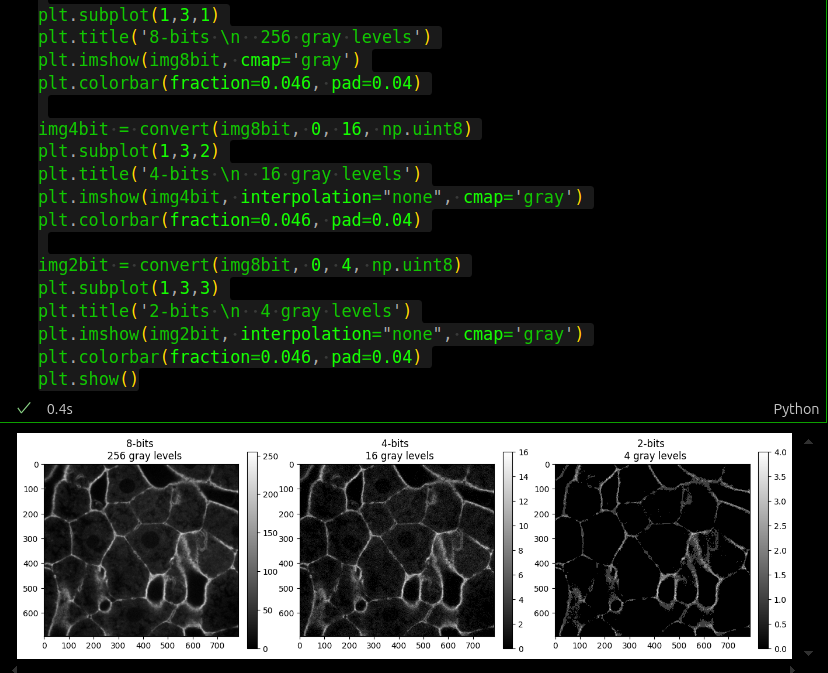 plt.subplot(1,3,1)
plt.title('8-bits \n  256 gray levels')
plt.imshow(img8bit, cmap='gray')
plt.colorbar(fraction=0.046, pad=0.04)
img4bit = convert(img8bit, 0, 16, np.uint8)
plt.subplot(1,3,2)
plt.title('4-bits \n  16 gray levels')
plt.imshow(img4bit, interpolation="none", cmap='gray')
plt.colorbar(fraction=0.046, pad=0.04)
img2bit = convert(img8bit, 0, 4, np.uint8)
plt.subplot(1,3,3)
plt.title('2-bits \n  4 gray levels')
plt.imshow(img2bit, interpolation="none", cmap='gray')
plt.colorbar(fraction=0.046, pad=0.04)
plt.show()
0.4s Python
8-bits
256 gray levels
0
100
200
300
400
500
600
0 100 200 300 400 500 600 700
250
200
150
100
50
0
4-bits
16 gray levels
0
100
200
300
400
500
600
0 100 200 300 400 500 600 700
16
14
12
10
8
6
4
2
0
2-bits
4 gray levels
0
100
200
300
400
500
600
0 100 200 300 400 500 600 700
4.0
3.5
3.0
2.5
2.0
1.5
1.0
0.5
0.0